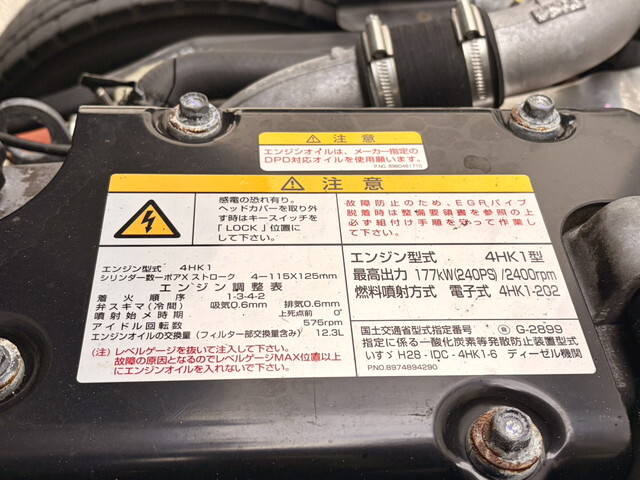 ⚠ 注意
エンジンオイルは、メーカー指定の
DPD対応オイルを使用願います。
P.NO.8980461710
⚠ 注意
感電の恐れ有り。
ヘッドカバーを取り外
す時はキースイッチを
「LOCK」位置に
して下さい。
故障防止のため、EGRパイプ
脱着時は整備要領書を参照の上
必ず組付け手順を守って作業し
て下さい。
エンジン型式 4HK1
シリンダー数ーボアXストローク 4ー115X125mm
エンジン調整表
着火順序 1-3-4-2
弁スキマ(冷間) 吸気0.6mm 排気0.6mm
噴射始メ時期 上死点前 0°
アイドル回転数 575rpm
エンジンオイルの交換量(フィルター部交換量含み) 12.3L
(注) レベルゲージを抜いて注入して下さい。
故障の原因となるのでレベルゲージMAX位置以上
にエンジンオイルを入れないで下さい。
エンジン型式 4HK1型
最高出力 177kW(240PS)/2400rpm
燃料噴射方式 電子式 4HK1-202
国土交通省型式指定番号 G-2899
指定に係る一酸化炭素等発散防止装置型式
いすゞ H28・IDC・4HK1-6 ディーゼル機関
P.NO.8974894290